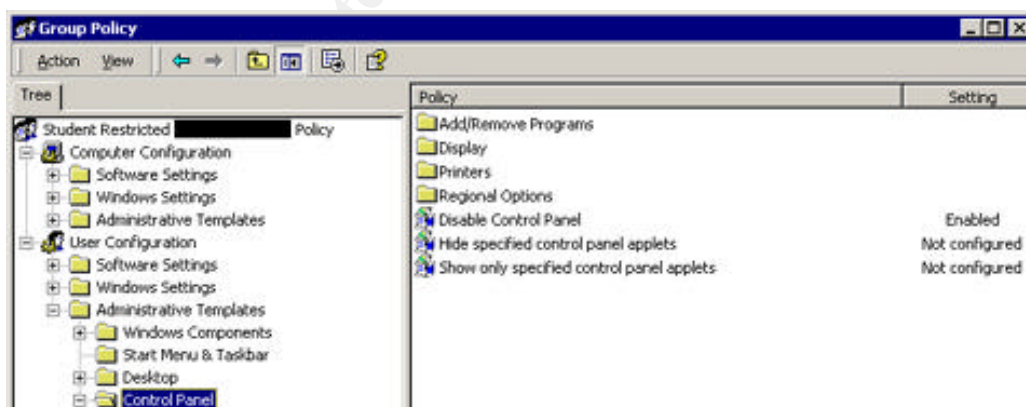 Group Policy
Action View
Tree
Student Restricted Policy
Computer Configuration
Software Settings
Windows Settings
Administrative Templates
User Configuration
Software Settings
Windows Settings
Administrative Templates
Windows Components
Start Menu & Taskbar
Desktop
Control Panel
Policy Setting
Add/Remove Programs
Display
Printers
Regional Options
Disable Control Panel Enabled
Hide specified control panel applets Not configured
Show only specified control panel applets Not configured